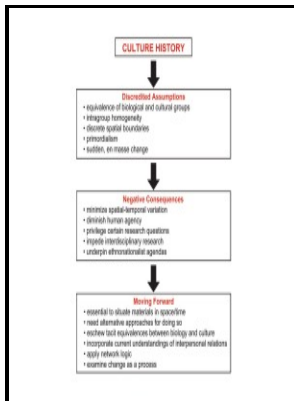 CULTURE HISTORY
Discredited Assumptions
• equivalence of biological and cultural groups
• intragroup homogeneity
• discrete spatial boundaries
• primordialism
• sudden, en masse change
Negative Consequences
• minimize spatial-temporal variation
• diminish human agency
• privilege certain research questions
• impede interdisciplinary research
• underpin ethnonationalist agendas
Moving Forward
• essential to situate materials in space/time
• need alternative approaches for doing so
• eschew tacit equivalences between biology and culture
• incorporate current understandings of interpersonal relations
• apply network logic
• examine change as a process